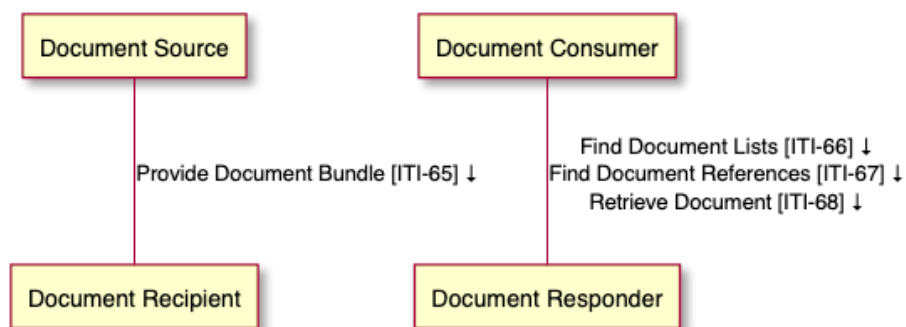 Document Source
Document Consumer
Provide Document Bundle [ITI-65] ↓
Find Document Lists [ITI-66] ↓
Find Document References [ITI-67] ↓
Retrieve Document [ITI-68] ↓
Document Recipient
Document Responder